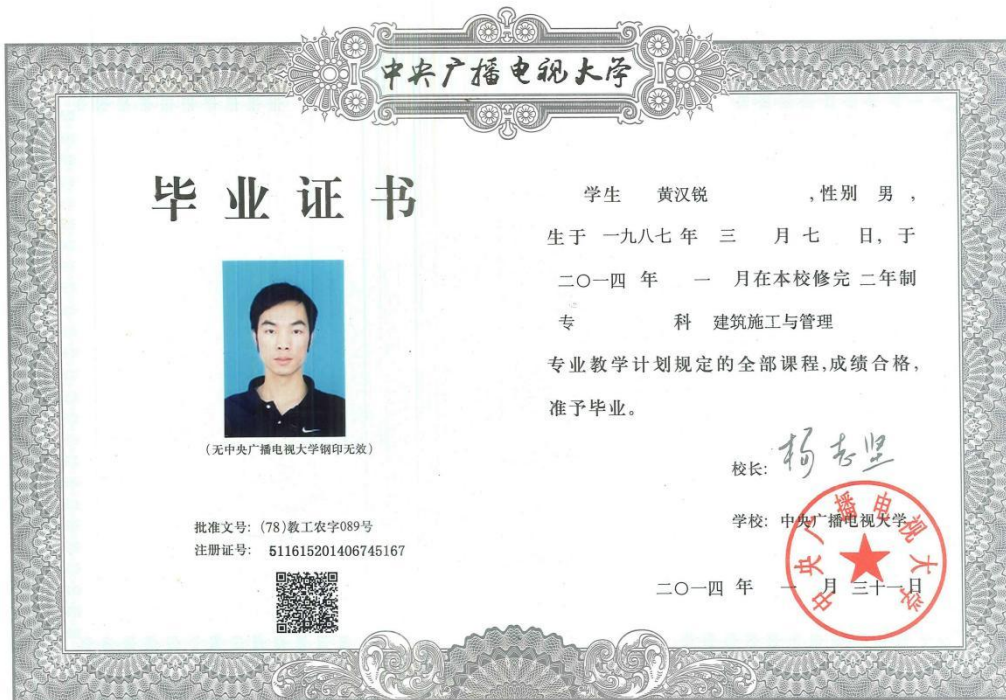 中央广播电视大学
毕业证书
(无中央广播电视大学钢印无效)
批准文号: (78)教工农字089号
注册证号: 511615201406745167
学生 黄汉锐 ,性别 男 ,
生于 一九八七 年 三 月 七 日, 于
二〇一四 年 一 月在本校修完 二年制
专 科 建筑施工与管理
专业教学计划规定的全部课程,成绩合格,
准予毕业。
校长: 杨志坚
学校: 中央广播电视大学
中央广播电视大学
二〇一四 年 一 月 三十一日